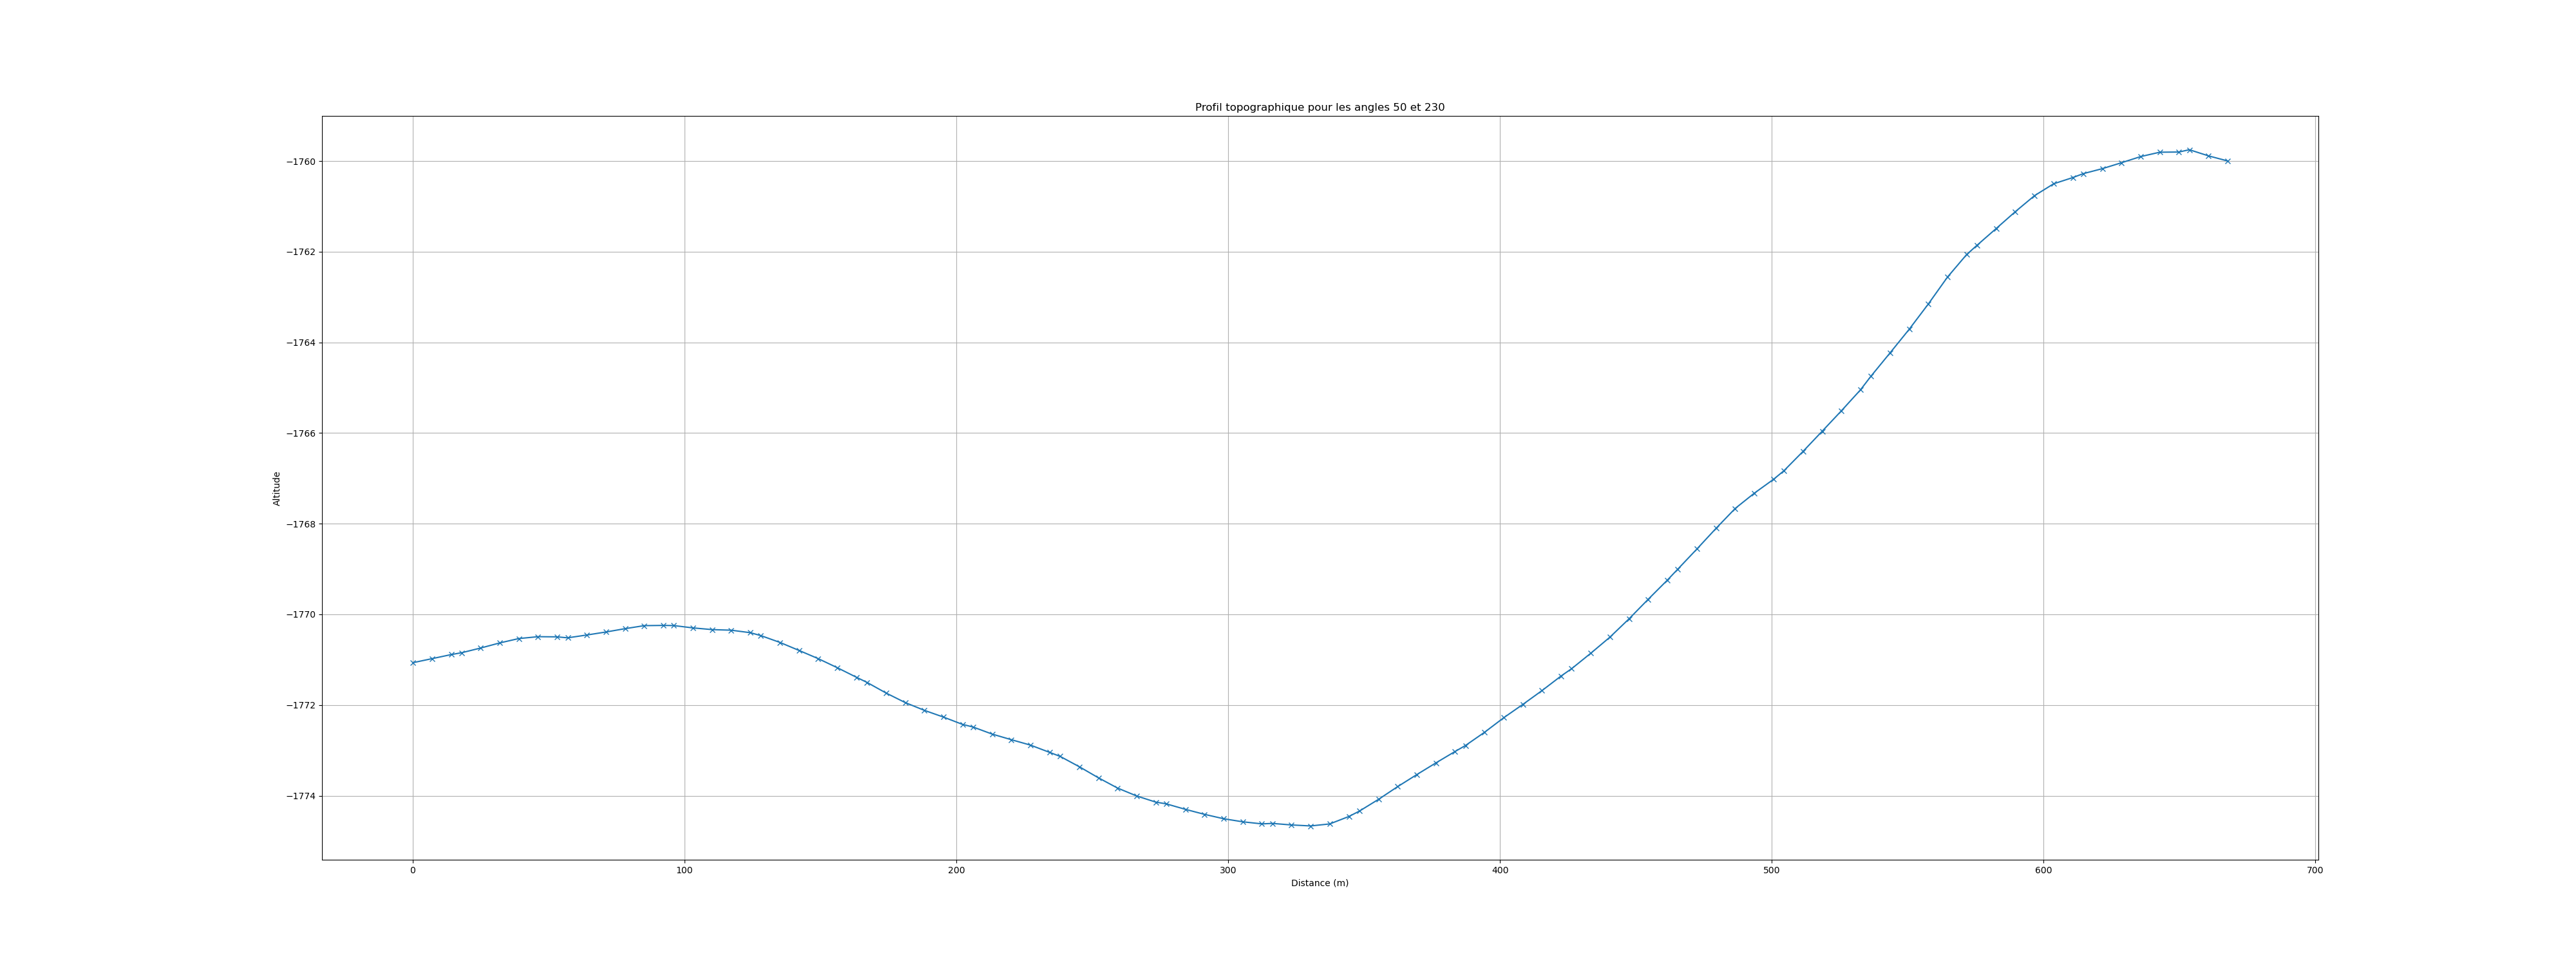 Profil topographique pour les angles 50 et 230
−1760
−1762
−1764
−1766
−1768
−1770
−1772
−1774
Altitude
0 100 200 300 400 500 600 700
Distance (m)